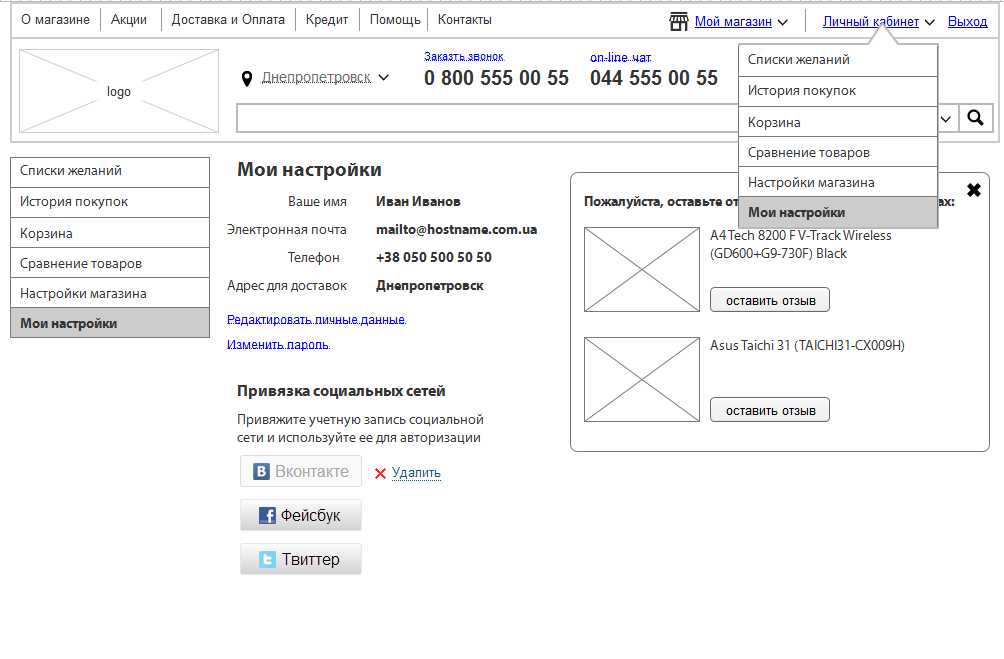 О магазине
Акции
Доставка и Оплата
Кредит
Помощь
Контакты
Мой магазин
Личный кабинет
Выход
logo
Днепропетровск
Заказть звонок
0 800 555 00 55
on-line чат
044 555 00 55
Списки желаний
История покупок
Корзина
Сравнение товаров
Настройки магазина
Мои настройки
Списки желаний
История покупок
Корзина
Сравнение товаров
Настройки магазина
Мои настройки
Мои настройки
Ваше имя Иван Иванов
Электронная почта mailto@hostname.com.ua
Телефон +38 050 500 50 50
Адрес для доставок Днепропетровск
Редактировать личные данные
Изменить пароль
Привязка социальных сетей
Привяжите учетную запись социальной
сети и используйте ее для авторизации
Вконтакте
Удалить
Фейсбук
Твиттер
Пожалуйста, оставьте
A4 Tech 8200 F V-Track Wireless
(GD600+G9-730F) Black
оставить отзыв
Asus Taichi 31 (TAICHI31-CX009H)
оставить отзыв